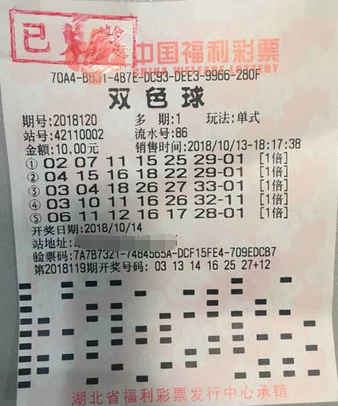 已兑
中国福利彩票
CHINA WELFARE LOTTERY
70A4-B031-4B7E-DC93-DEE3-9966-280F
双色球
期号:2018120 多 期:1 玩法:单式
站号:42110002 流水号:86
金额:10.00元 销售时间:2018/10/13-18:17:38
① 02 07 11 15 25 29-01 [1倍]
② 04 15 16 18 22 29-01 [1倍]
③ 03 04 18 26 27 33-01 [1倍]
④ 03 10 11 16 26 32-11 [1倍]
⑤ 06 11 12 16 17 28-01 [1倍]
开奖日期:2018/10/14
站地址:
验票码:7A7B7321-74B4565A-DCF15FE4-709EDCB7
第2018119期开奖号码:03 13 14 16 25 27+12
湖北省福利彩票发行中心承销